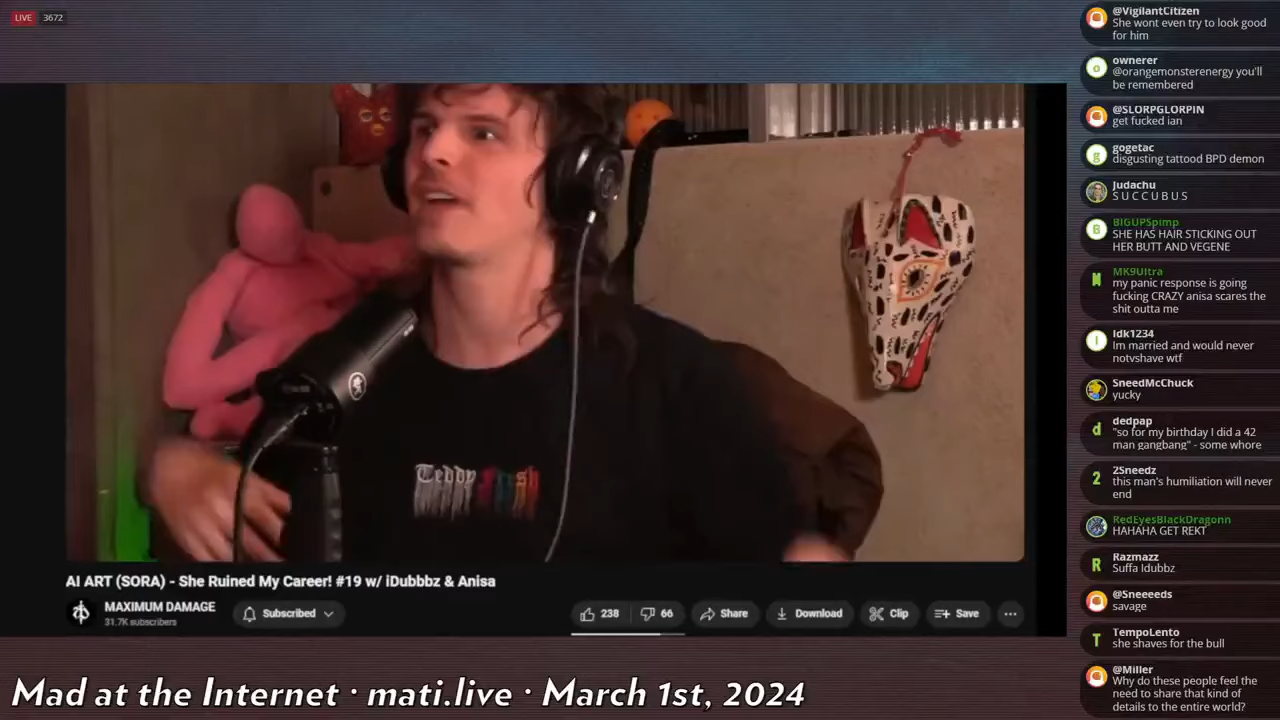 LIVE 3672
@VigilantCitizen
She wont even try to look good
for him
ownerer
@orangemonsterenergy you'll
be remembered
@SLORPGLORPIN
get fucked ian
gogetac
disgusting tatood BPD demon
Judachu
S U C C U B U S
BIGUPSpimp
SHE HAS HAIR STICKING OUT
HER BUTT AND VEGENE
MK9Ultra
my panic response is going
fucking CRAZY anisa scares the
shit outta me
Idk1234
Im married and would never
notvshave wtf
SneedMcChuck
yucky
dedpap
"so for my birthday I did a 42
man gangbang" - some whore
2Sneedz
this man's humiliation will never
end
RedEyesBlackDragonn
HAHAHA GET REKT
Razmazz
Suffa Idubbz
@Sneeeeds
savage
TempoLento
she shaves for the bull
@Miller
Why do these people feel the
need to share that kind of
details to the entire world?
Teddy Fresh
AI ART (SORA) - She Ruined My Career! #19 w/ iDubbbz & Anisa
MAXIMUM DAMAGE
31.7K subscribers
Subscribed
238
66
Share
Download
Clip
Save
Mad at the Internet · mati.live · March 1st, 2024